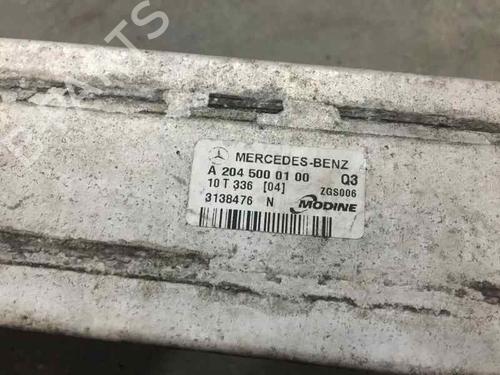 MERCEDES-BENZ
A 204 500 01 00 Q3
10 T 336 [04] ZGS006
3138476 N MODINE